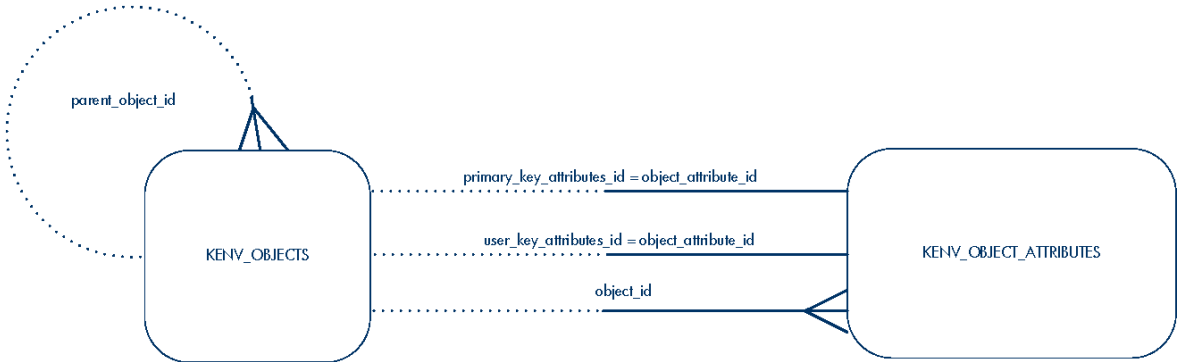 parent_object_id
primary_key_attributes_id = object_attribute_id
user_key_attributes_id = object_attribute_id
KENV_OBJECTS
KENV_OBJECT_ATTRIBUTES
object_id